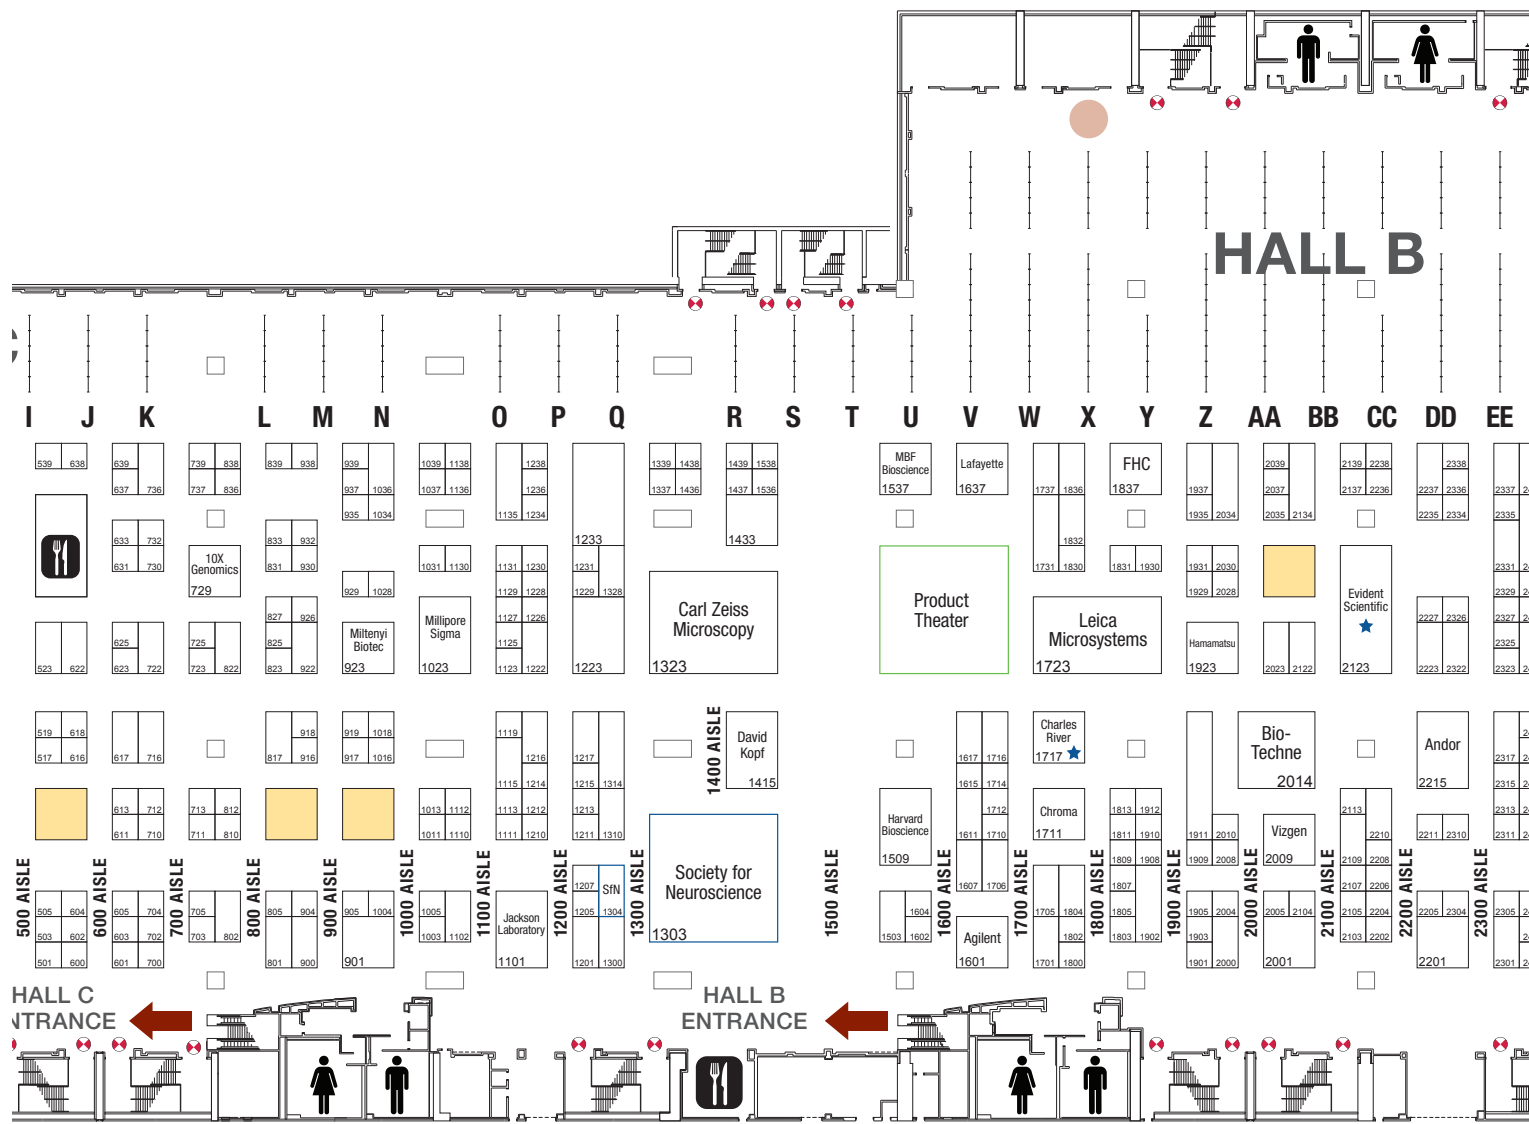 HALL B
I J K L M N O P Q R S T U V W X Y Z AA BB CC DD EE
539 638
639
637 736
739 838
737 836
839 938
939
937 1036
935 1034
1039 1138
1037 1136
1238
1236
1135 1234
1233
1339 1438
1337 1436
1439 1538
1437 1536
1433
MBF
Bioscience
1537
Lafayette
1637
1737 1836
1832
1731 1830
FHC
1837
1937
1935 2034
2039
2037
2035 2134
2139 2238
2137 2236
2338
2237 2336
2235 2334
2337
2335
633 732
631 730
10X
Genomics
729
833 932
831 930
929 1028
1031 1130
1131 1230
1129 1228
1127 1226
1125
1123 1222
1231
1229 1328
1223
Carl Zeiss
Microscopy
1323
Product
Theater
Leica
Microsystems
1723
1831 1930
1931 2030
1929 2028
Hamamatsu
1923
2023 2122
Evident
Scientific
2123
2227 2326
2223 2322
2331
2329
2327
2325
2323
523 622
625
623 722
725
723 822
827 926
825
823 922
Miltenyi
Biotec
923
Millipore
Sigma
1023
519 618
517 616
617 716
918
817 916
919 1018
917 1016
1119
1216
1115 1214
1217
1215 1314
1400 AISLE
David
Kopf
1415
1617 1716
1615 1714
1712
1611 1710
1607 1706
Charles
River
1717
Chroma
1711
Bio-
Techne
2014
Andor
2215
2317
2315
2313
2311
613 712
611 710
713 812
711 810
1013 1112
1011 1110
1113 1212
1111 1210
1213
1211 1310
Society for
Neuroscience
1303
Harvard
Bioscience
1509
1813 1912
1811 1910
1809 1908
1807
1805
1803 1902
1911 2010
1909 2008
Vizgen
2009
2113
2210
2109 2208
2107 2206
2105 2204
2103 2202
2211 2310
500 AISLE
600 AISLE
700 AISLE
800 AISLE
900 AISLE
1000 AISLE
1100 AISLE
1200 AISLE
1300 AISLE
1500 AISLE
1600 AISLE
1700 AISLE
1800 AISLE
1900 AISLE
2000 AISLE
2100 AISLE
2200 AISLE
2300 AISLE
505 604
503 602
501 600
605 704
603 702
601 700
705
703 802
805 904
801 900
905 1004
901
1005
1003 1102
Jackson
Laboratory
1101
1207 SfN
1205 1304
1201 1300
1604
1503 1602
Agilent
1601
1705 1804
1802
1701 1800
1905 2004
1903
1901 2000
2005 2104
2001
2205 2304
2201
2305
2301
HALL C
NTRANCE
HALL B
ENTRANCE